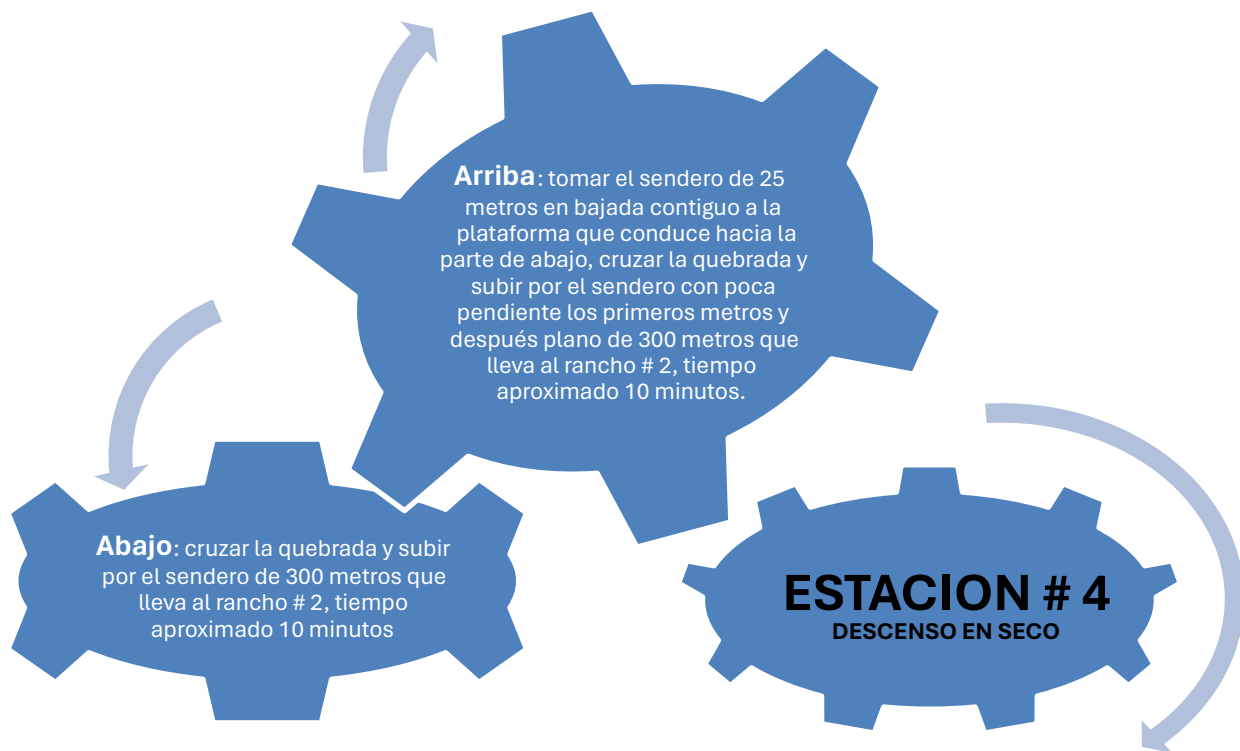 Arriba: tomar el sendero de 25
metros en bajada contiguo a la
plataforma que conduce hacia la
parte de abajo, cruzar la quebrada y
subir por el sendero con poca
pendiente los primeros metros y
después plano de 300 metros que
lleva al rancho # 2, tiempo
aproximado 10 minutos.
Abajo: cruzar la quebrada y subir
por el sendero de 300 metros que
lleva al rancho # 2, tiempo
aproximado 10 minutos
ESTACION # 4
DESCENSO EN SECO